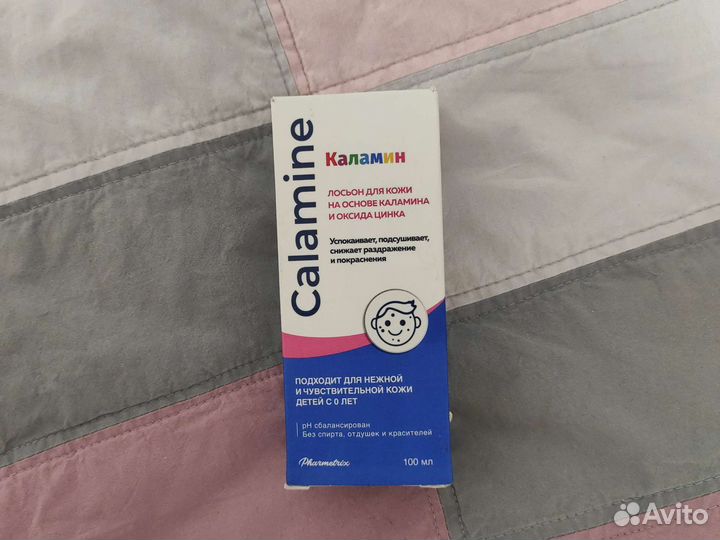 Calamine
Каламин
ЛОСЬОН ДЛЯ КОЖИ
НА ОСНОВЕ КАЛАМИНА
И ОКСИДА ЦИНКА
Успокаивает, подсушивает,
снижает раздражение
и покраснения
ПОДХОДИТ ДЛЯ НЕЖНОЙ
И ЧУВСТВИТЕЛЬНОЙ КОЖИ
ДЕТЕЙ С 0 ЛЕТ
pH сбалансирован
Без спирта, отдушек и красителей
Pharmetrix
100 мл
Avito